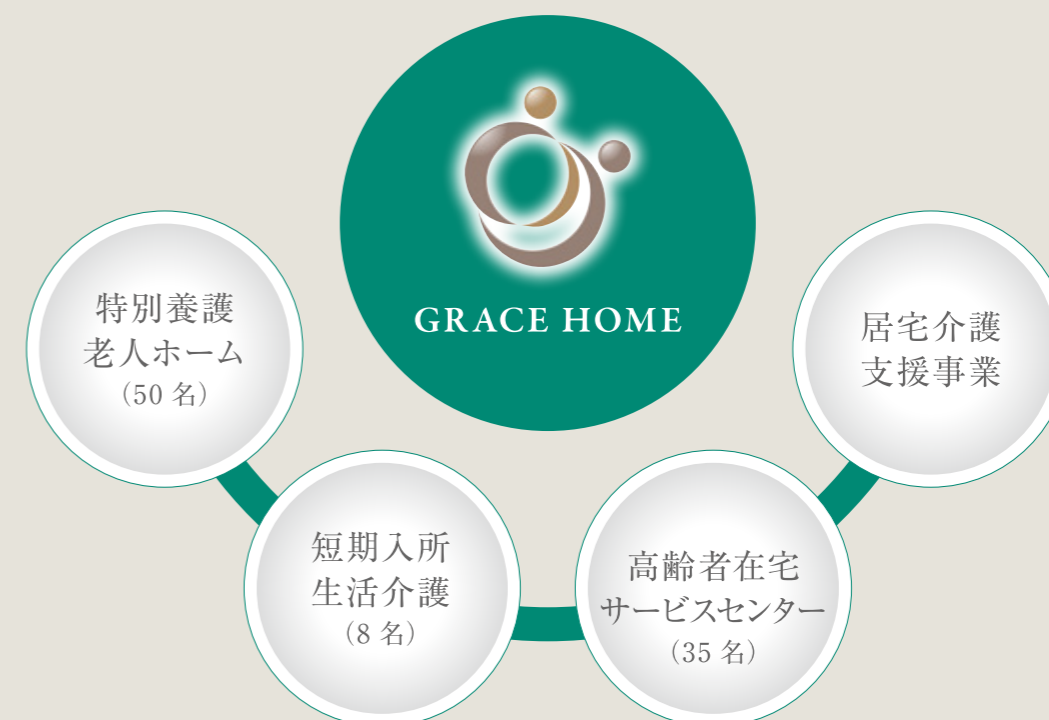 GRACE HOME
特別養護
老人ホーム
(50 名)
短期入所
生活介護
(8 名)
高齢者在宅
サービスセンター
(35 名)
居宅介護
支援事業